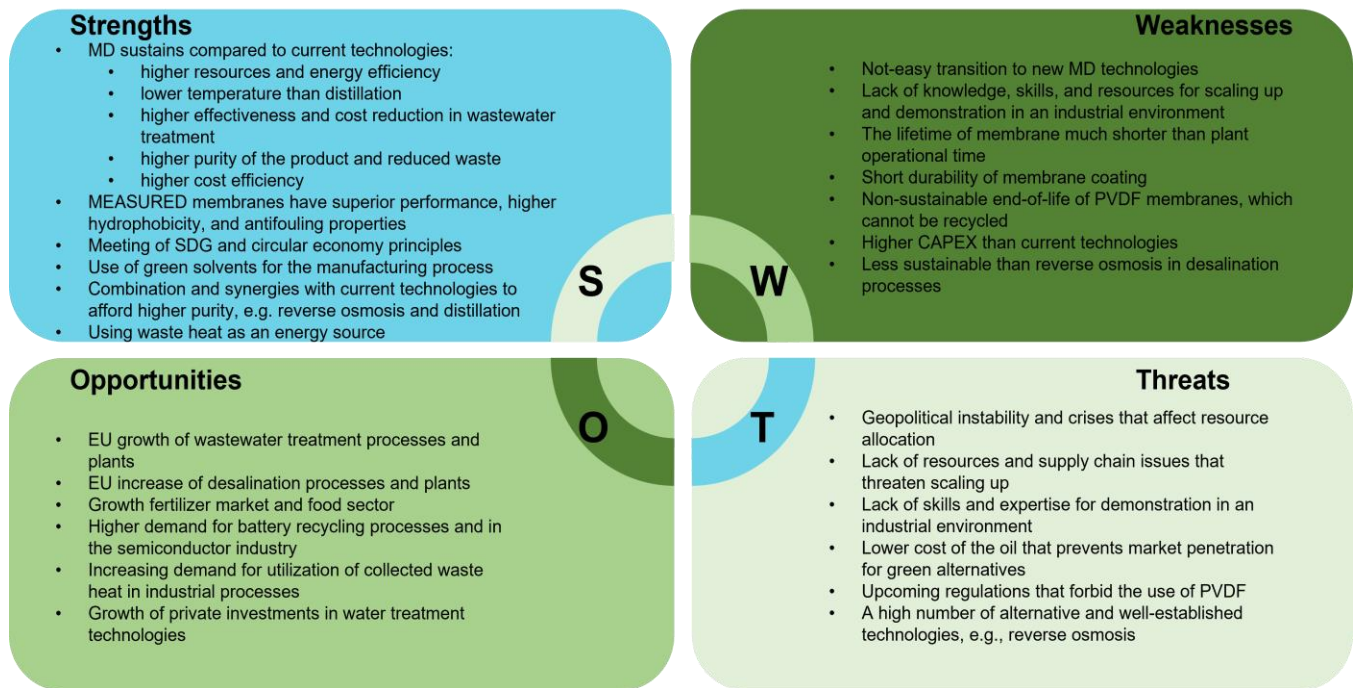 Strengths
• MD sustains compared to current technologies:
• higher resources and energy efficiency
• lower temperature than distillation
• higher effectiveness and cost reduction in wastewater
treatment
• higher purity of the product and reduced waste
• higher cost efficiency
• MEASURED membranes have superior performance, higher
hydrophobicity, and antifouling properties
• Meeting of SDG and circular economy principles
• Use of green solvents for the manufacturing process
• Combination and synergies with current technologies to
afford higher purity, e.g. reverse osmosis and distillation
• Using waste heat as an energy source
S
Weaknesses
• Not-easy transition to new MD technologies
• Lack of knowledge, skills, and resources for scaling up
and demonstration in an industrial environment
• The lifetime of membrane much shorter than plant
operational time
• Short durability of membrane coating
• Non-sustainable end-of-life of PVDF membranes, which
cannot be recycled
• Higher CAPEX than current technologies
• Less sustainable than reverse osmosis in desalination
processes
W
Opportunities
• EU growth of wastewater treatment processes and
plants
• EU increase of desalination processes and plants
• Growth fertilizer market and food sector
• Higher demand for battery recycling processes and in
the semiconductor industry
• Increasing demand for utilization of collected waste
heat in industrial processes
• Growth of private investments in water treatment
technologies
O
Threats
• Geopolitical instability and crises that affect resource
allocation
• Lack of resources and supply chain issues that
threaten scaling up
• Lack of skills and expertise for demonstration in an
industrial environment
• Lower cost of the oil that prevents market penetration
for green alternatives
• Upcoming regulations that forbid the use of PVDF
• A high number of alternative and well-established
technologies, e.g., reverse osmosis
T